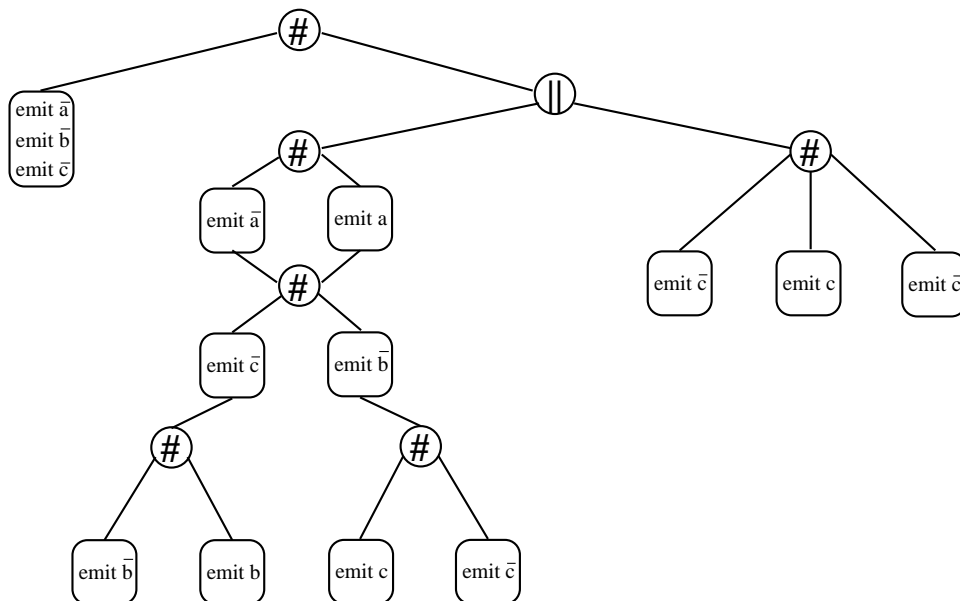 #
||
emit a̅
emit b̅
emit c̅
#
#
emit a̅
emit a
emit c̅
emit c
emit c̅
#
emit c̅
emit b̅
#
#
emit b̅
emit b
emit c
emit c̅